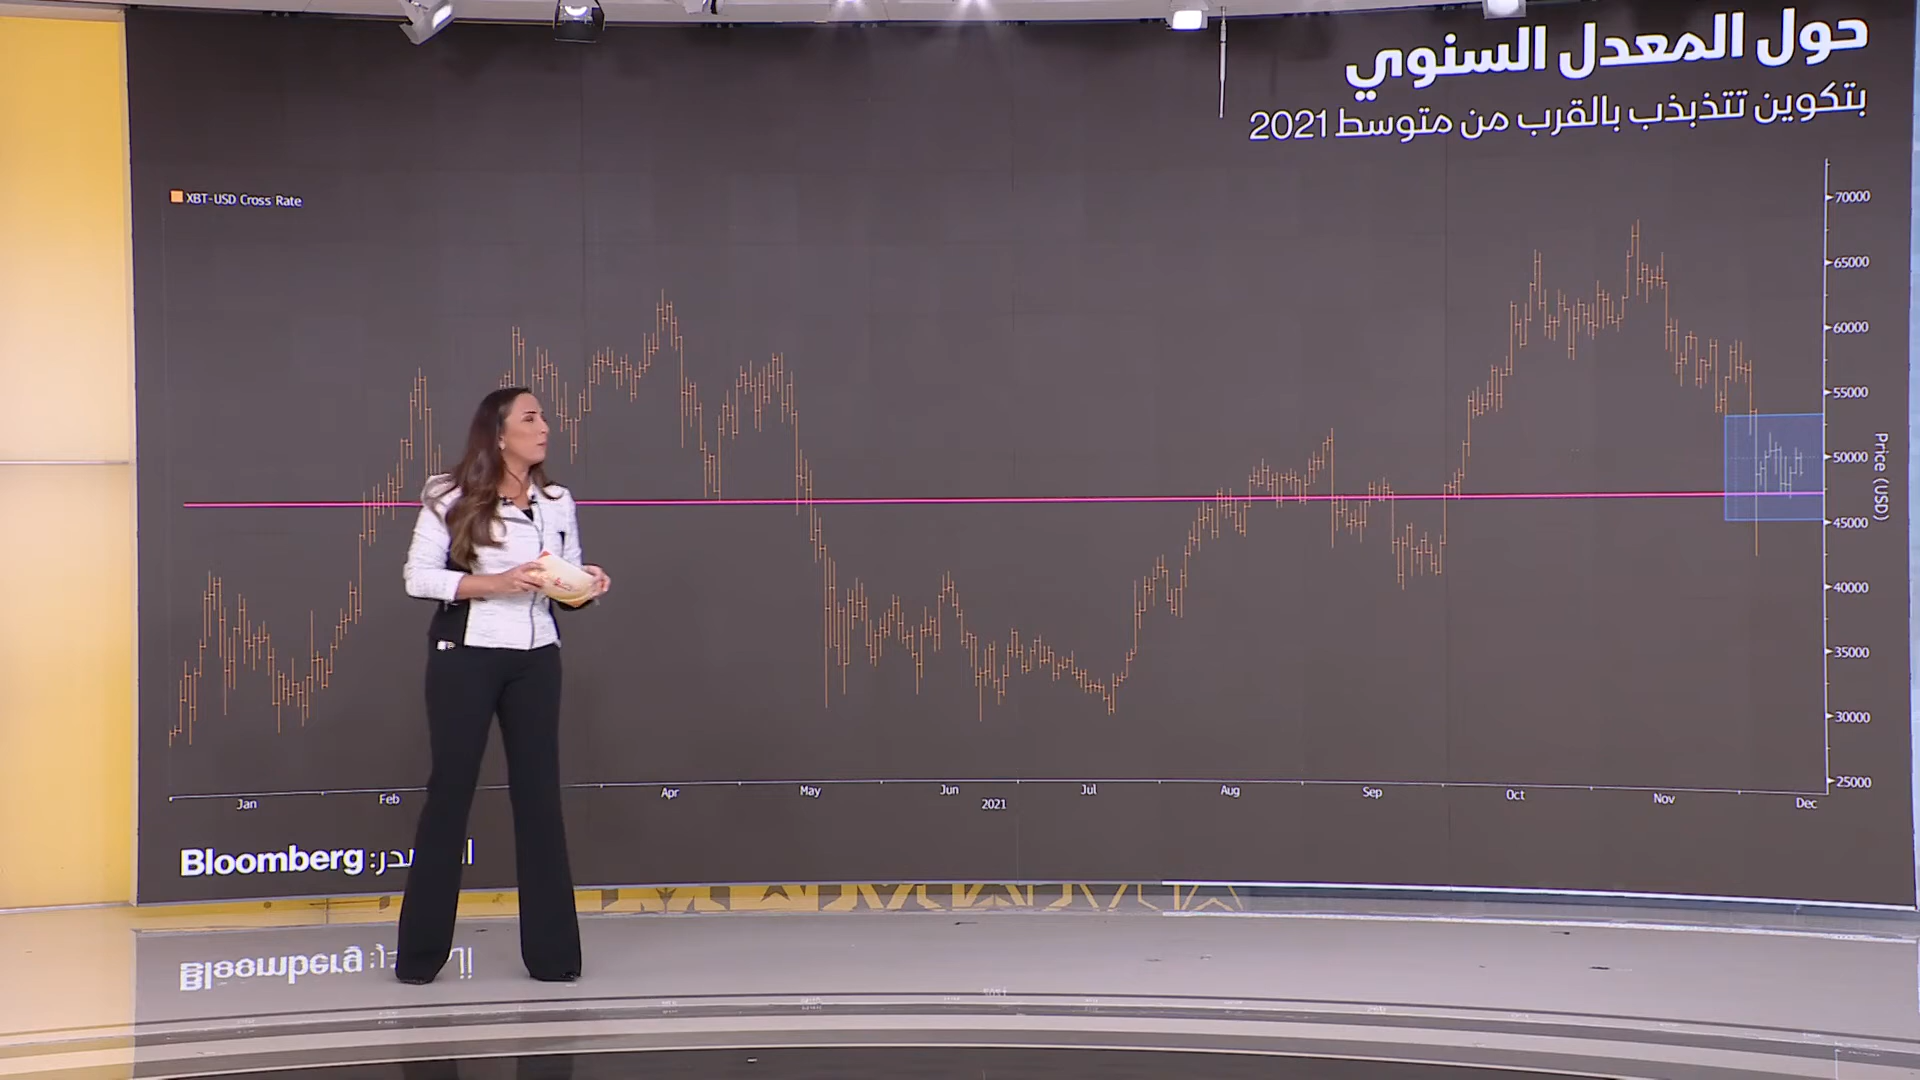 حول المعدل السنوي
بتكوين تتذبذب بالقرب من متوسط 2021
XBT-USD Cross Rate
70000
65000
60000
55000
50000
45000
40000
35000
30000
25000
Price (USD)
Jan Feb Apr May Jun Jul Aug Sep Oct Nov Dec
2021
Bloomberg